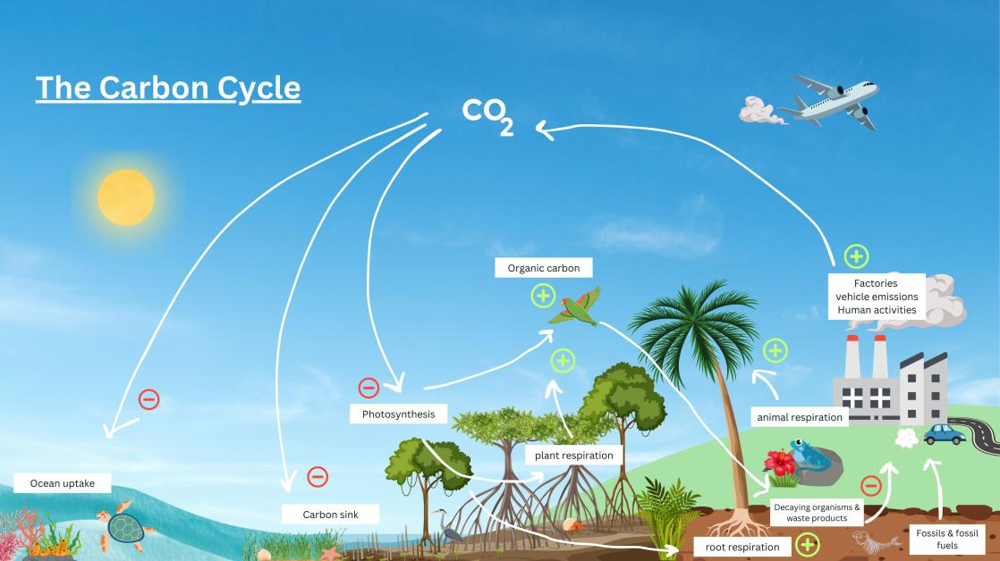 The Carbon Cycle
CO2
Organic carbon
Factories
vehicle emissions
Human activities
Photosynthesis
animal respiration
plant respiration
Ocean uptake
Carbon sink
Decaying organisms &
waste products
root respiration
Fossils & fossil
fuels